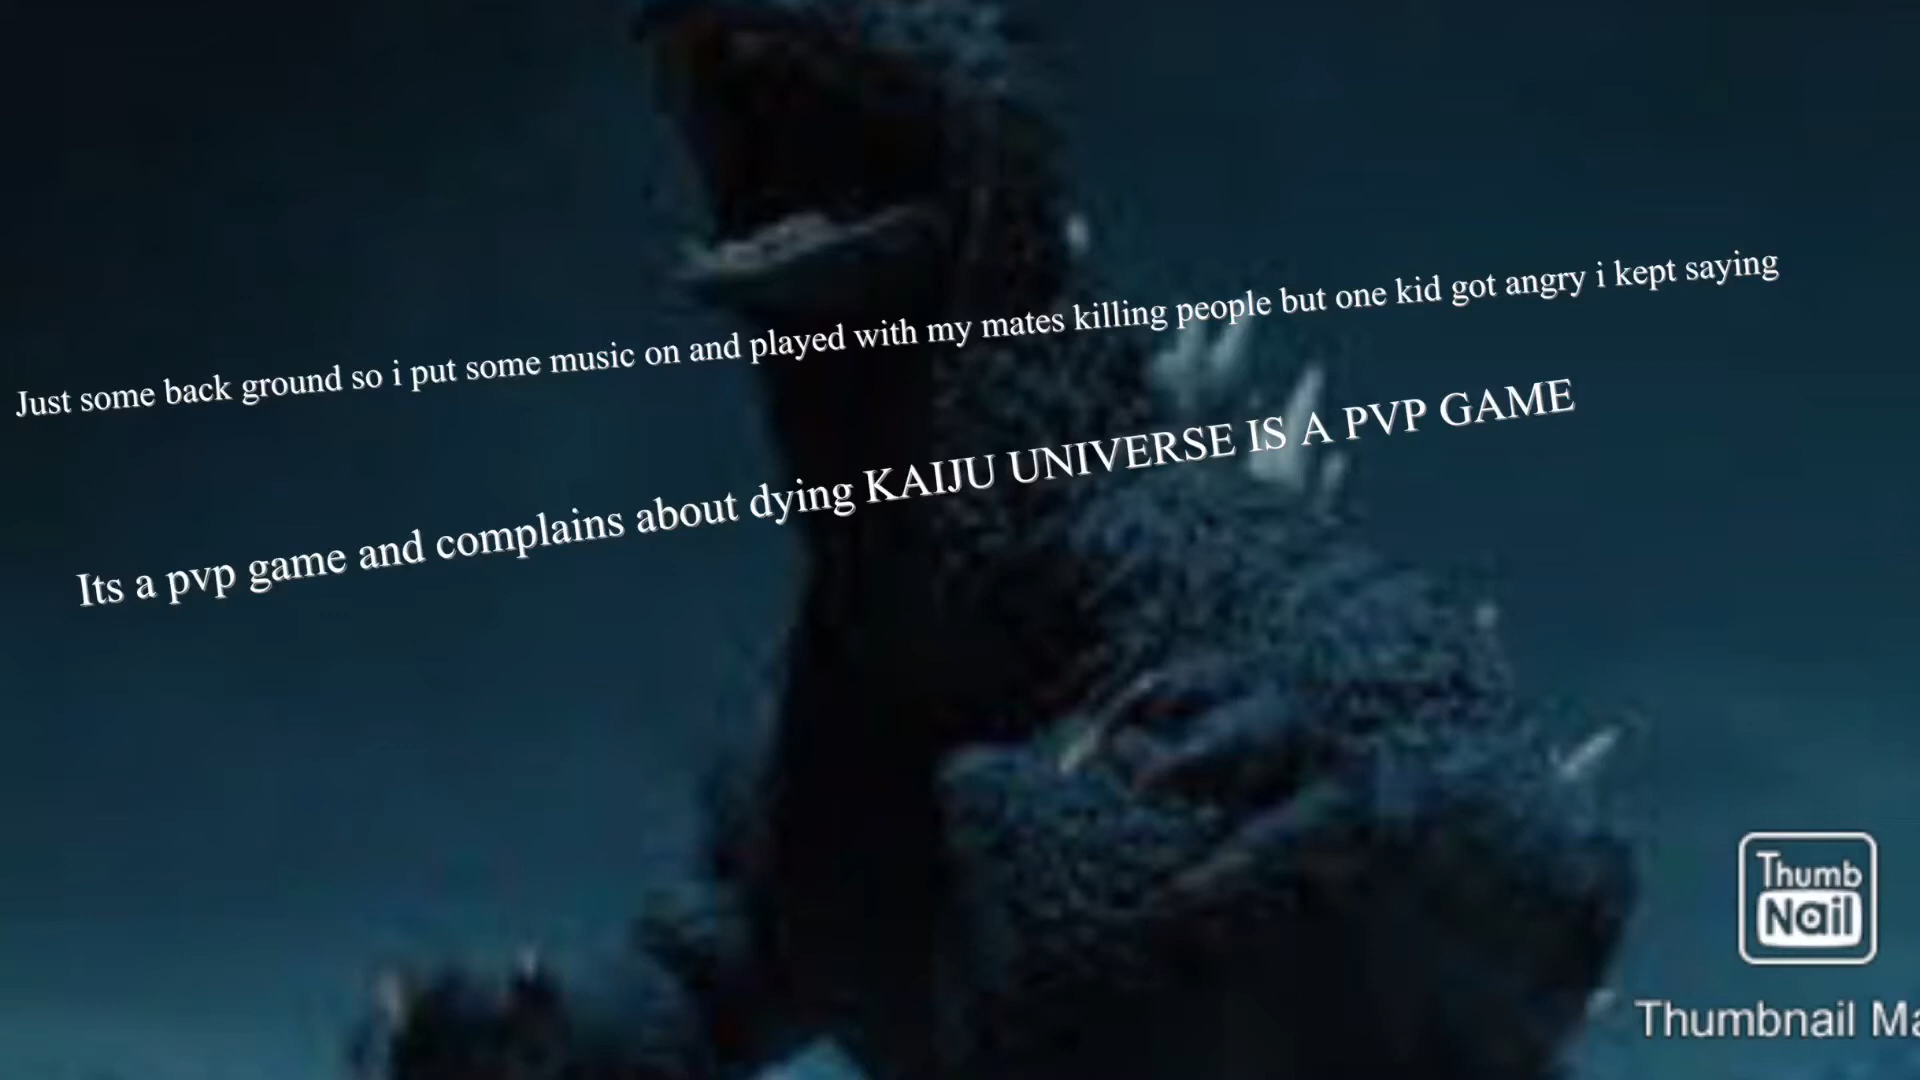 Just some back ground so i put some music on and played with my mates killing people but one kid got angry i kept saying
Its a pvp game and complains about dying KAIJU UNIVERSE IS A PVP GAME
Thumb
Nail
Thumbnail Ma